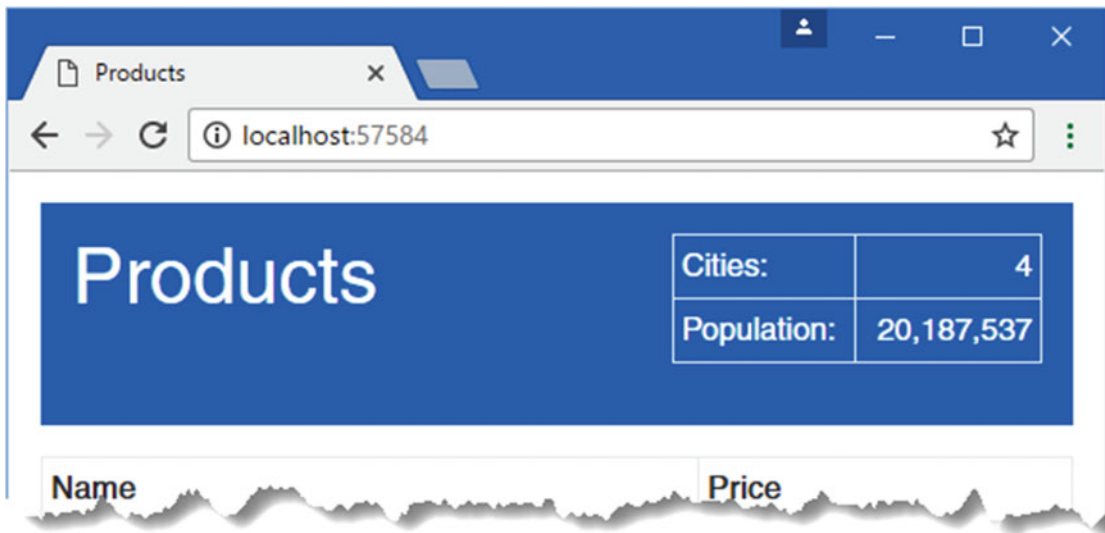 Products
localhost:57584
Products
Cities: 4
Population: 20,187,537
Name Price